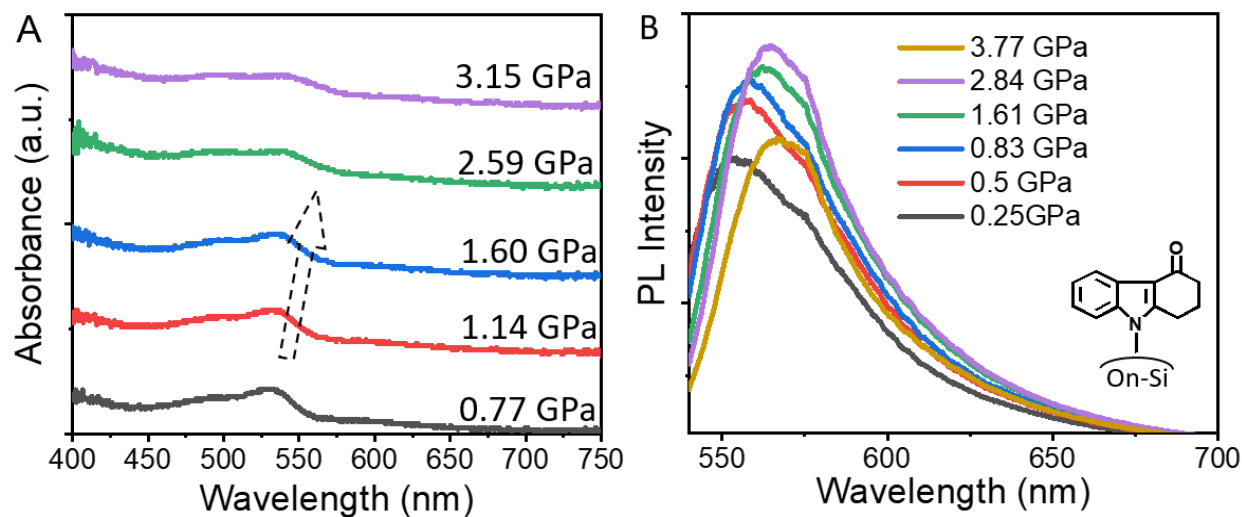 A
Absorbance (a.u.)
3.15 GPa
2.59 GPa
1.60 GPa
1.14 GPa
0.77 GPa
400 450 500 550 600 650 700 750
Wavelength (nm)
B
PL Intensity
3.77 GPa
2.84 GPa
1.61 GPa
0.83 GPa
0.5 GPa
0.25GPa
O
N
On-Si
550 600 650 700
Wavelength (nm)